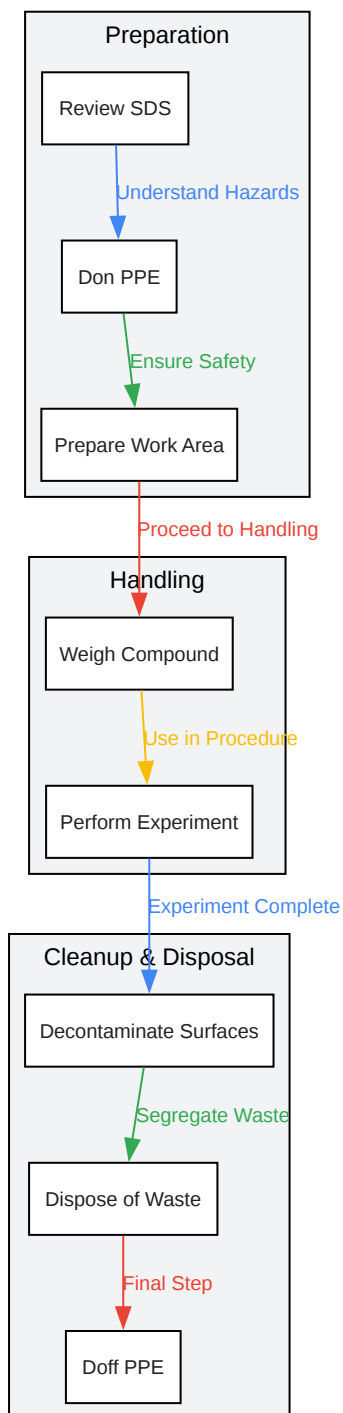 Preparation
Review SDS
Understand Hazards
Don PPE
Ensure Safety
Prepare Work Area
Proceed to Handling
Handling
Weigh Compound
Use in Procedure
Perform Experiment
Experiment Complete
Cleanup & Disposal
Decontaminate Surfaces
Segregate Waste
Dispose of Waste
Final Step
Doff PPE